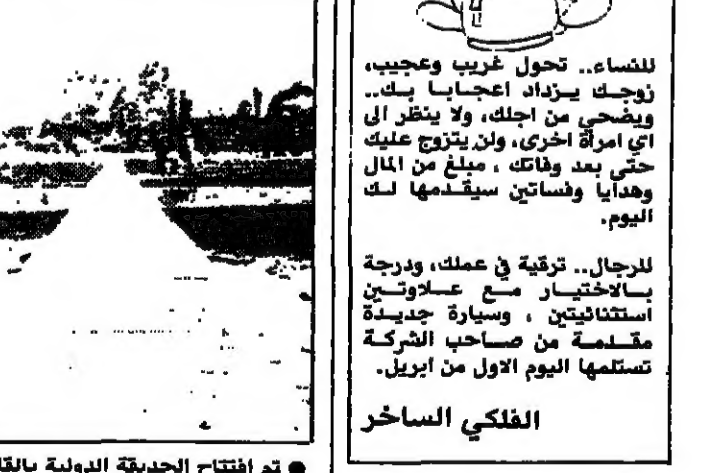 للنساء.. تحول غريب وعجيب،
زوجك يزداد اعجابا بك..
ويضحي من اجلك، ولا ينظر الى
اي امرأة اخرى، ولن يتزوج عليك
حتى بعد وفاتك ، مبلغ من المال
وهدايا وفساتين سيقدمها لك
اليوم.
للرجال.. ترقية في عملك، ودرجة
بالاختيار مع علاوتين
استثنائيتين ، وسيارة جديدة
مقدمة من صاحب الشركة
تستلمها اليوم الاول من ابريل.
الفلكي الساخر
● تم افتتاح الحديقة الدولية